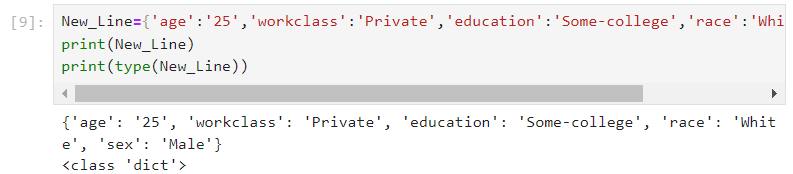 [9]: New_Line={'age':'25','workclass':'Private','education':'Some-college','race':'Whi
print(New_Line)
print(type(New_Line))
{'age': '25', 'workclass': 'Private', 'education': 'Some-college', 'race': 'Whit
e', 'sex': 'Male'}
<class 'dict'>